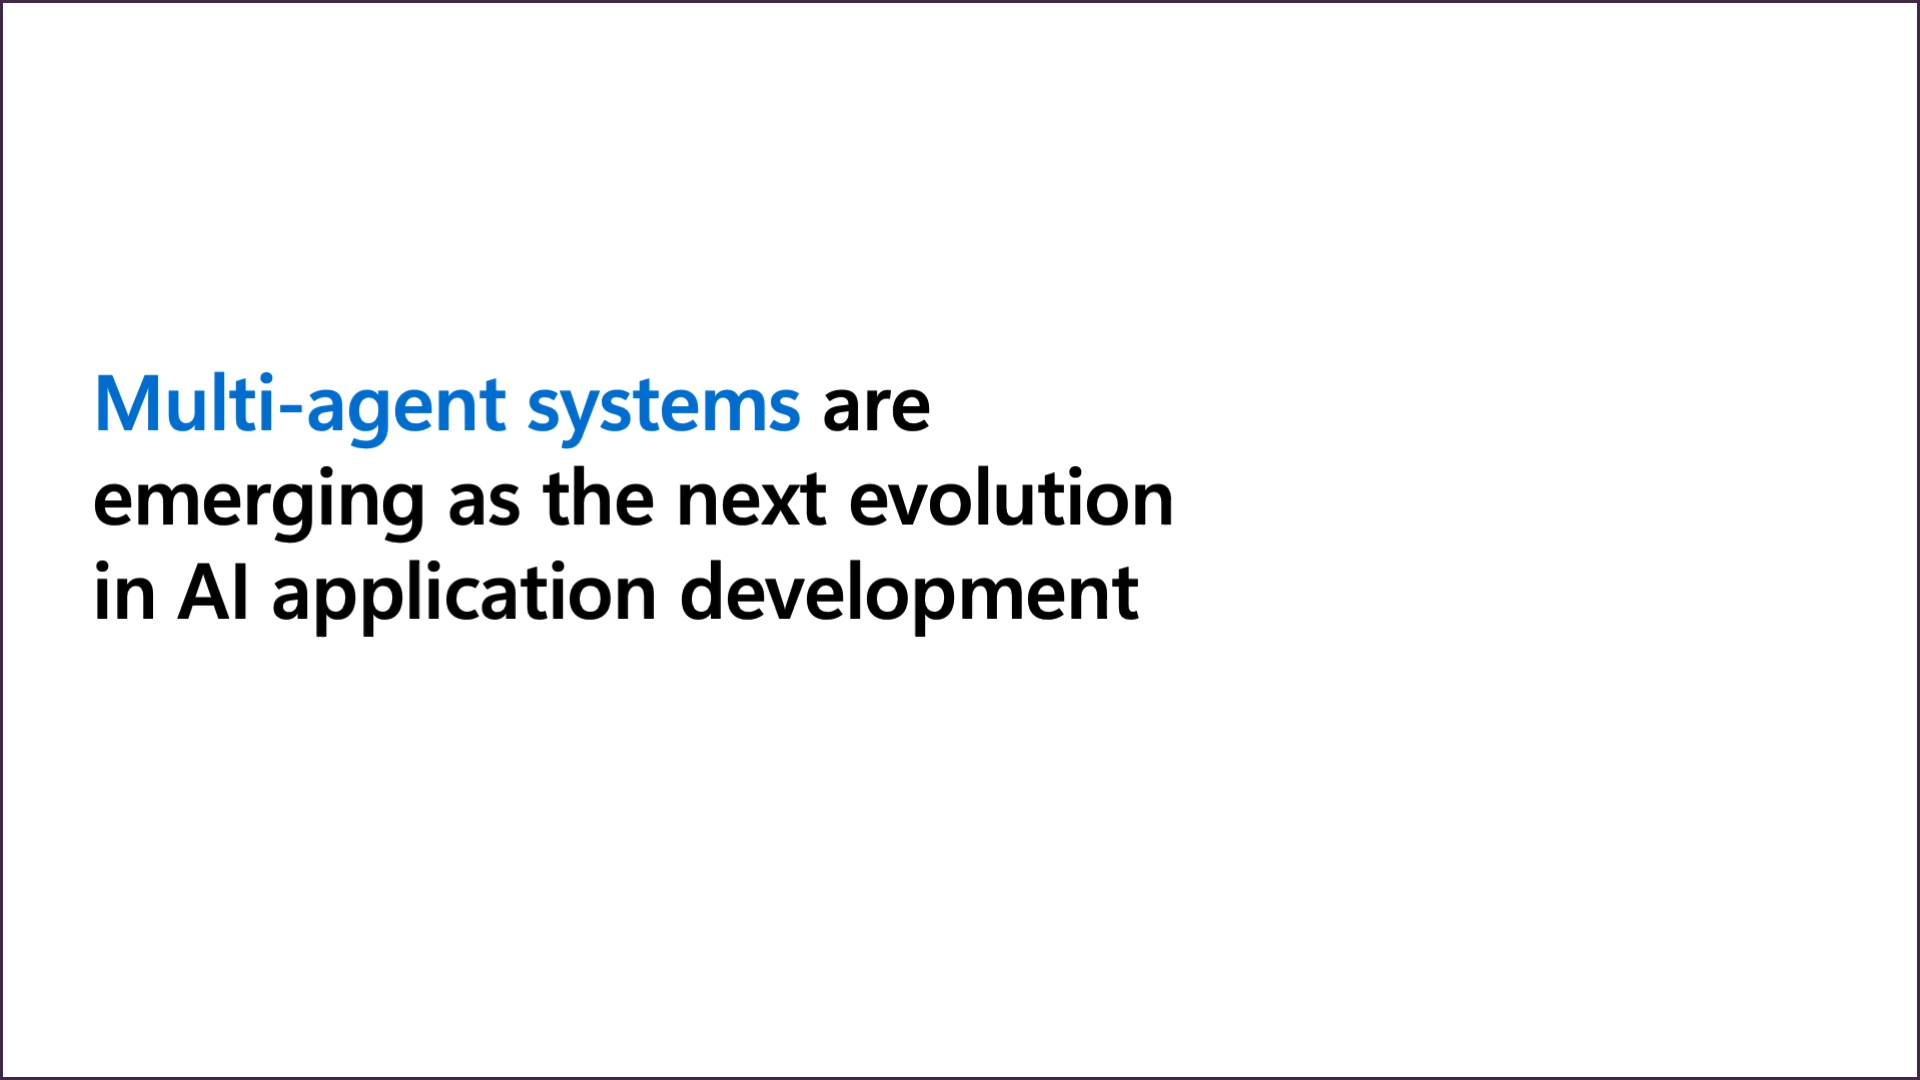 Multi-agent systems are
emerging as the next evolution
in AI application development